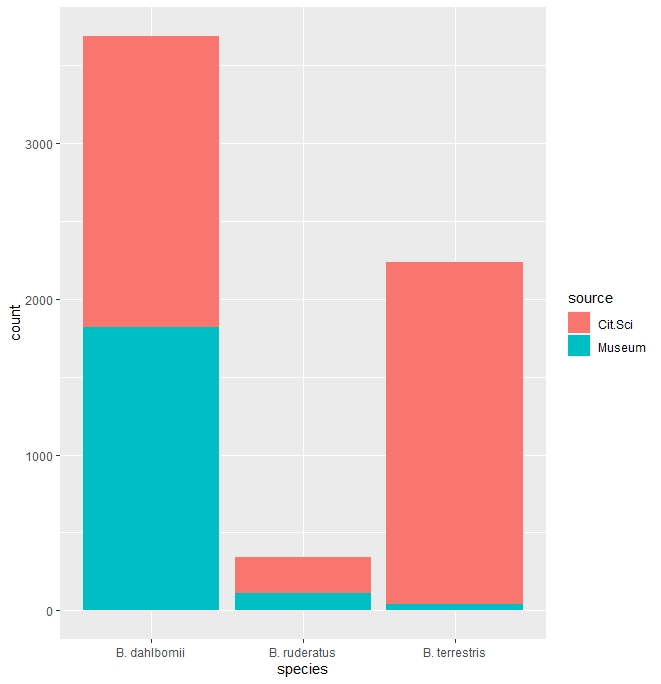 count
3000
2000
1000
0
B. dahlbomii
B. ruderatus
B. terrestris
species
source
Cit.Sci
Museum